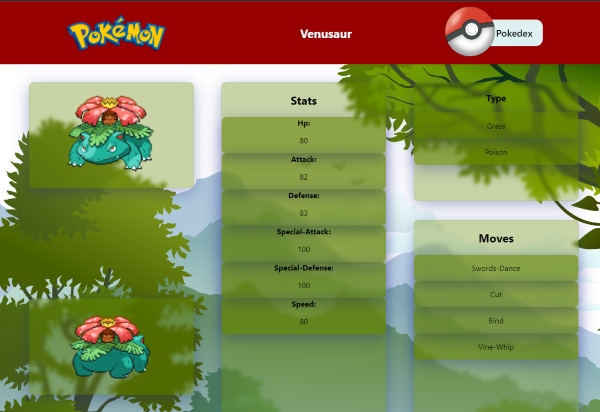 POKéMON
Venusaur
Pokedex
Stats
Hp:
80
Attack:
82
Defense:
83
Special-Attack:
100
Special-Defense:
100
Speed:
80
Type
Grass
Poison
Moves
Swords-Dance
Cut
Bind
Vine-Whip